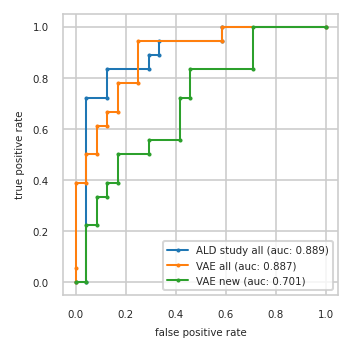 1.0
0.8
0.6
0.4
0.2
0.0
true positive rate
ALD study all (auc: 0.889)
VAE all (auc: 0.887)
VAE new (auc: 0.701)
0.0 0.2 0.4 0.6 0.8 1.0
false positive rate